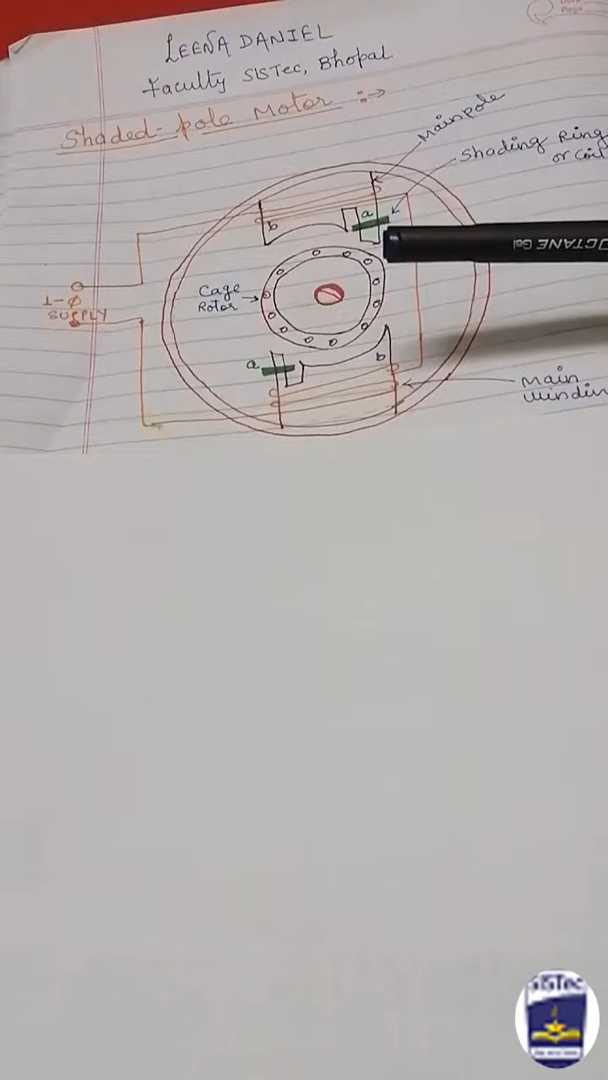 LEENA DANIEL
Faculty SISTec, Bhopal
Shaded-pole Motor :->
Main pole
Shading Ring
or Coil
a
b
Cage
Rotor
1-Φ
SUPPLY
a
b
Main
OCTANE Gel
SISTec